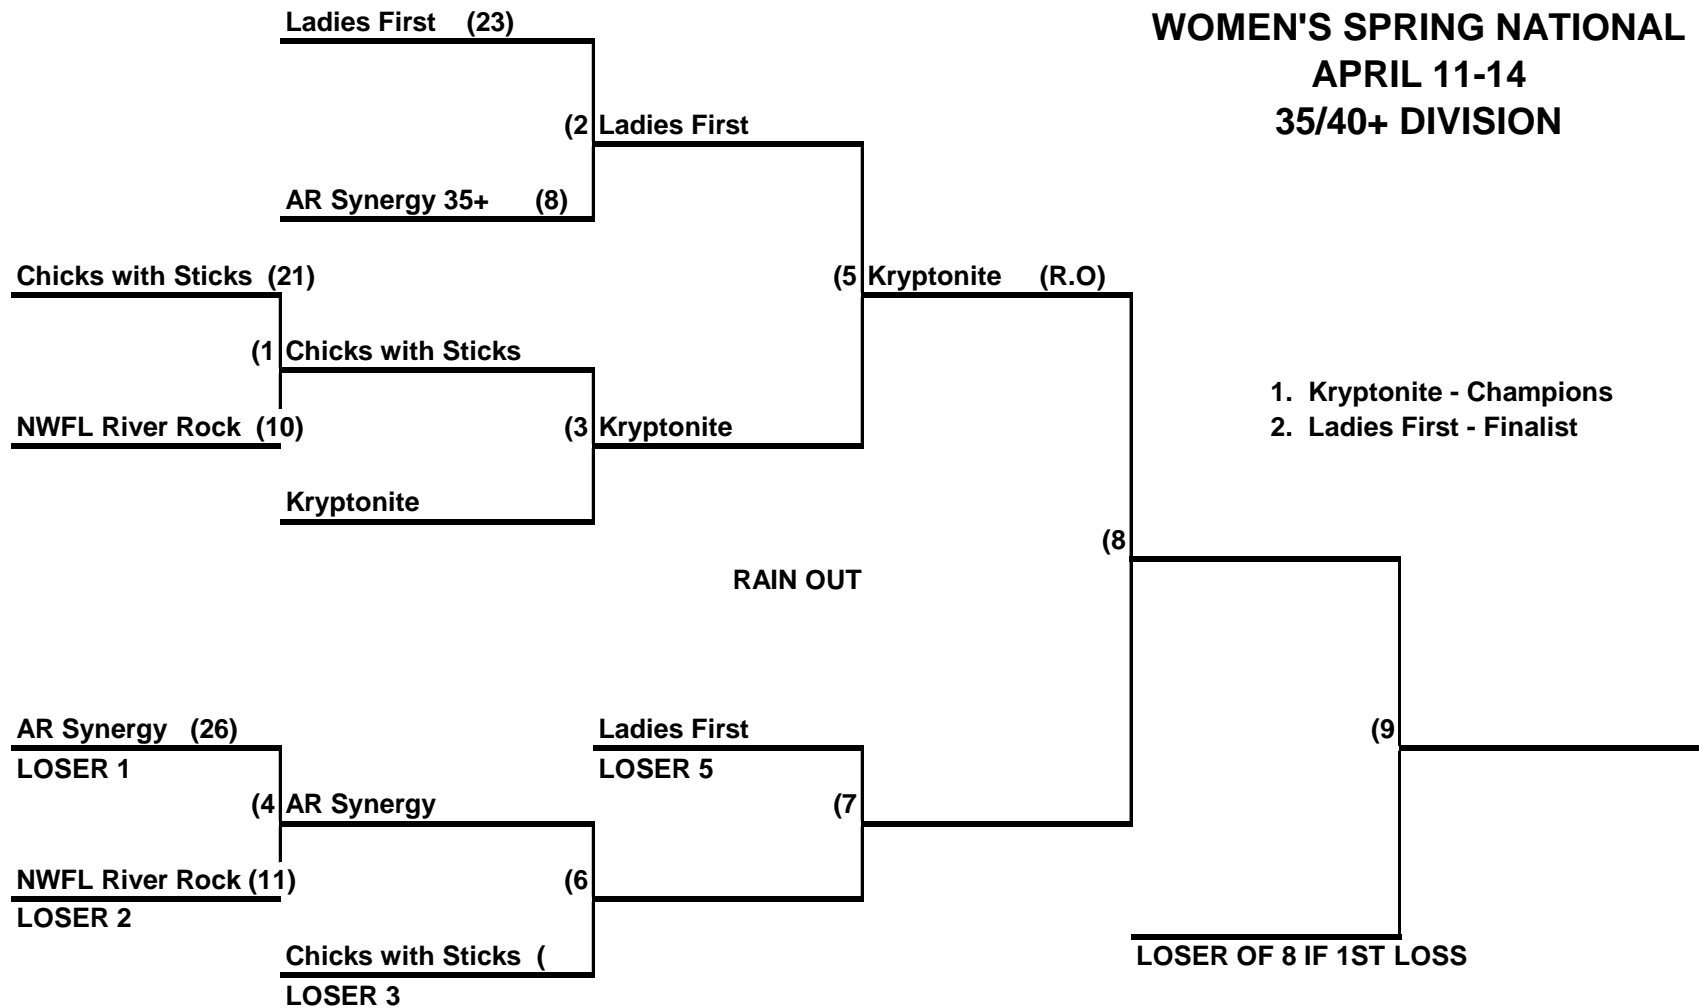 Ladies First (23)
WOMEN'S SPRING NATIONAL
APRIL 11-14
35/40+ DIVISION
(2 Ladies First
AR Synergy 35+ (8)
Chicks with Sticks (21)
(5 Kryptonite (R.O)
(1 Chicks with Sticks
1. Kryptonite - Champions
NWFL River Rock (10)
(3 Kryptonite
2. Ladies First - Finalist
Kryptonite
(8
RAIN OUT
AR Synergy (26)
Ladies First
(9
LOSER 1
LOSER 5
(4 AR Synergy
(7
NWFL River Rock (11)
(6
LOSER 2
Chicks with Sticks (
LOSER OF 8 IF 1ST LOSS
LOSER 3